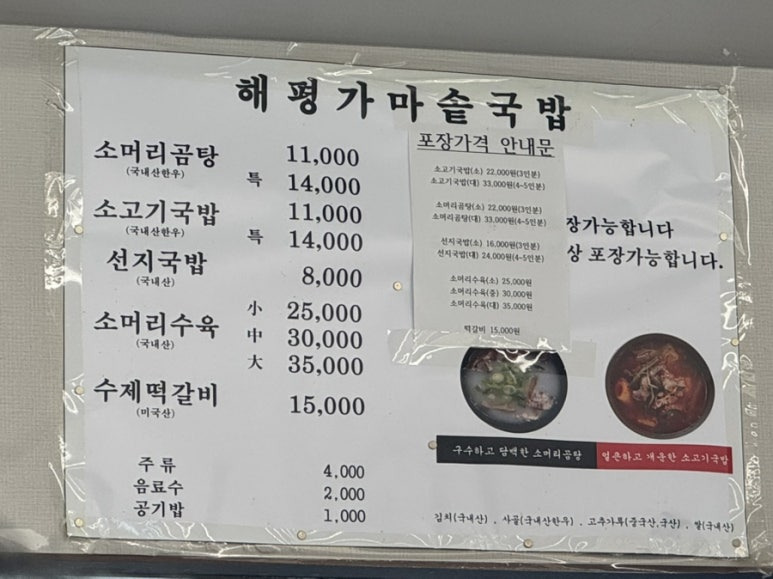 해평가마솥국밥
소머리곰탕 11,000
(국내산한우)
특 14,000
소고기국밥 11,000
(국내산한우)
특 14,000
선지국밥 8,000
(국내산)
소머리수육 小 25,000
(국내산) 中 30,000
大 35,000
수제떡갈비 15,000
(미국산)
주류 4,000
음료수 2,000
공기밥 1,000
포장가격 안내문
소고기국밥(소) 22,000원(3인분)
소고기국밥(대) 33,000원(4-5인분)
소머리곰탕(소) 22,000원(3인분)
소머리곰탕(대) 33,000원(4-5인분)
선지국밥(소) 16,000원(3인분)
선지국밥(대) 24,000원(4-5인분)
소머리수육(소) 25,000원
소머리수육(중) 30,000원
소머리수육(대) 35,000원
떡갈비 15,000원
장가능합니다
상 포장가능합니다.
구수하고 담백한 소머리곰탕
얼큰하고 개운한 소고기국밥
김치(국내산) . 사골(국내산한우) . 고추가루(중국산,국산) . 쌀(국내산)